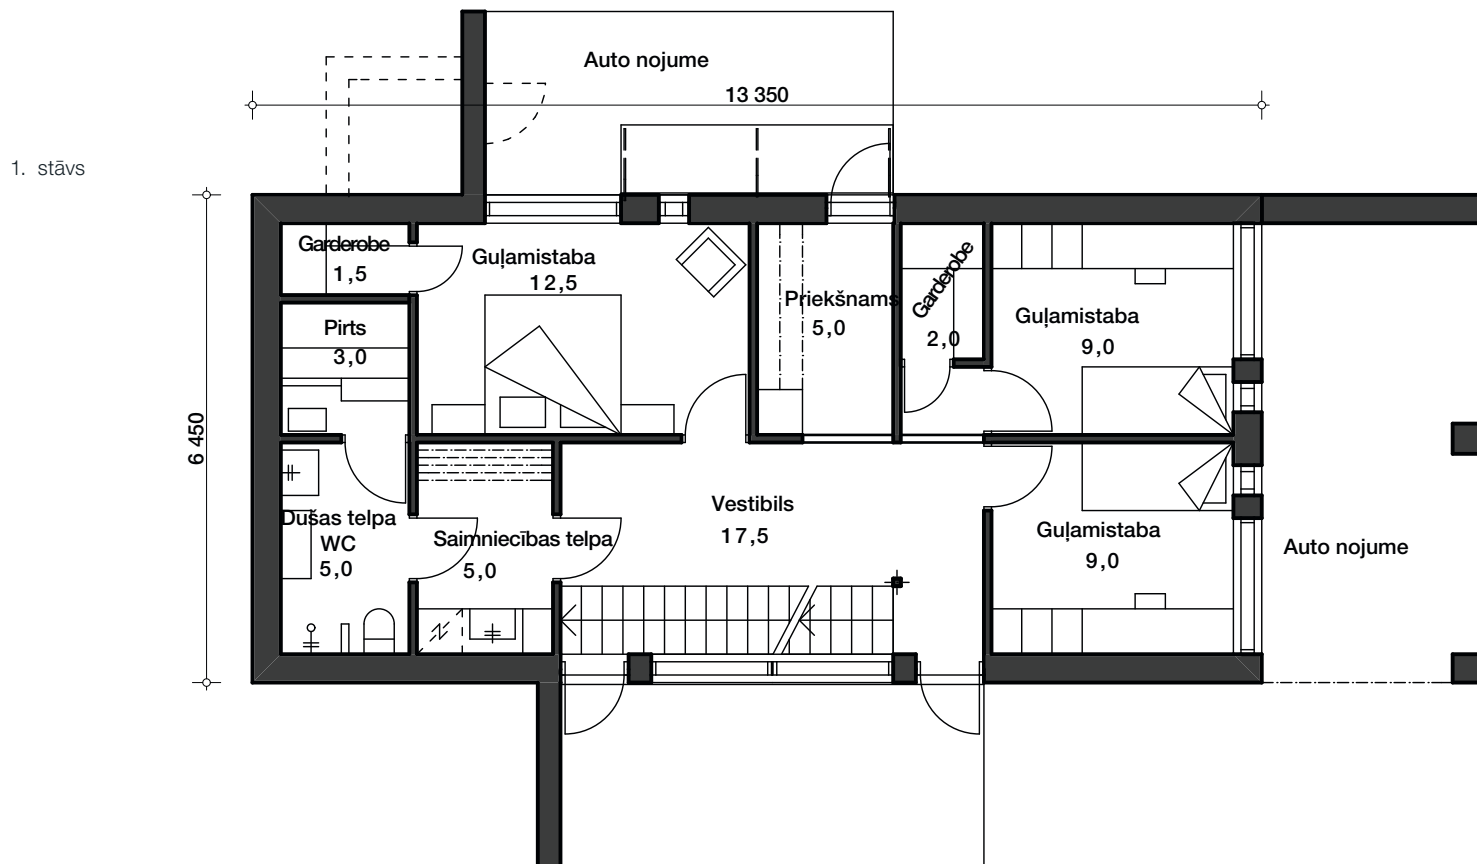 Auto nojume
13 350
1. stāvs
Garderobe
1,5
Guļamistaba
12,5
Priekšnams
5,0
Garderobe
2,0
Guļamistaba
9,0
Pirts
3,0
6 450
Dušas telpa
WC
5,0
Saimniecības telpa
5,0
Vestibils
17,5
Guļamistaba
9,0
Auto nojume